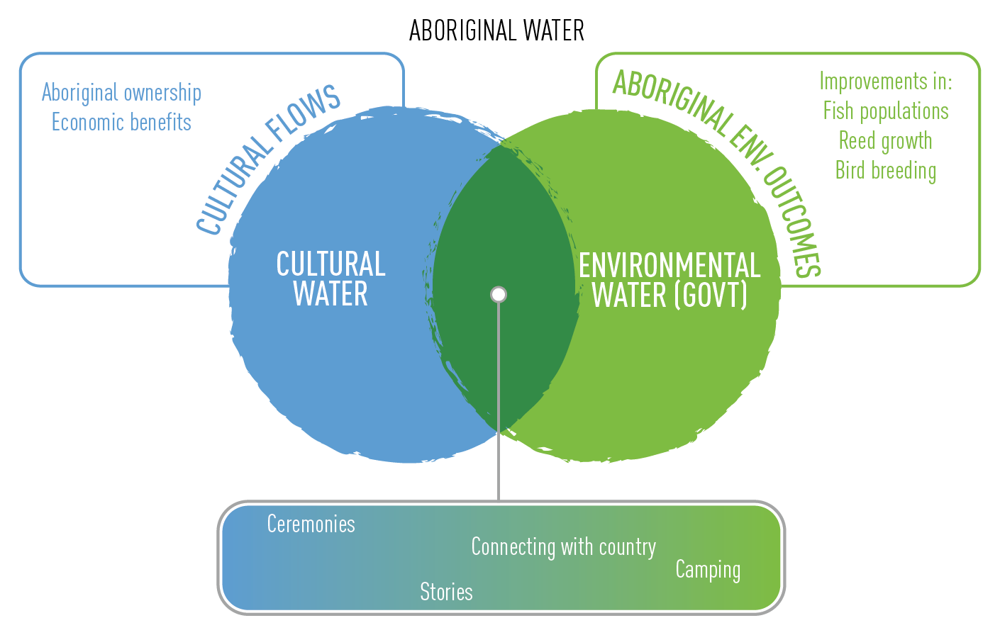 ABORIGINAL WATER
Aboriginal ownership
Economic benefits
CULTURAL FLOWS
ABORIGINAL ENV. OUTCOMES
Improvements in:
Fish populations
Reed growth
Bird breeding
CULTURAL
WATER
ENVIRONMENTAL
WATER (GOVT)
Ceremonies
Connecting with country
Camping
Stories